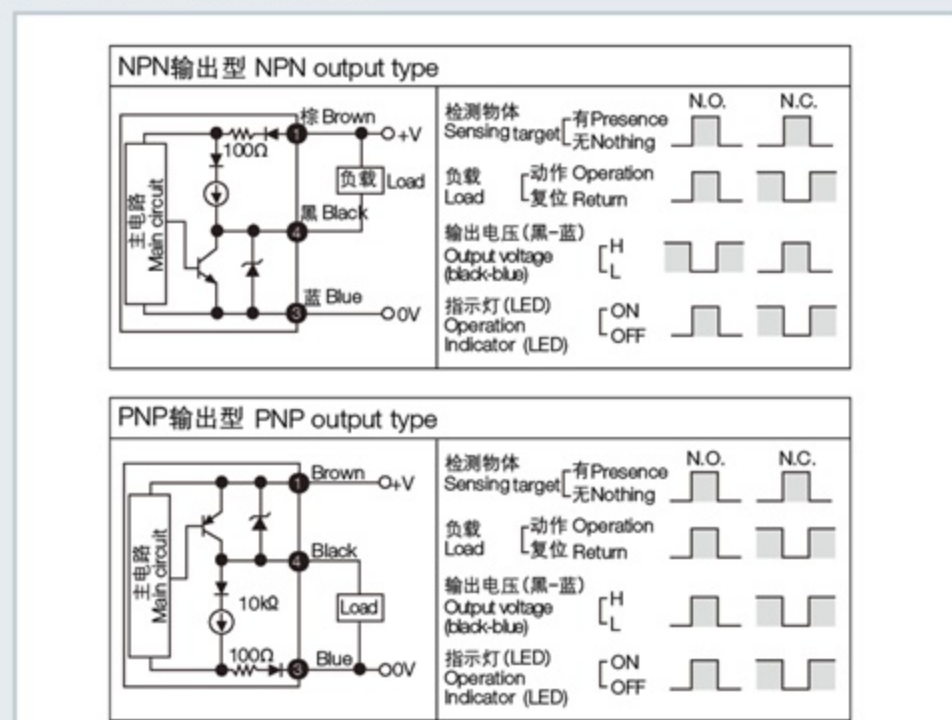 NPN输出型 NPN output type
棕 Brown
1
+V
100Ω
负载 Load
主电路
Main circuit
黑 Black
4
蓝 Blue
3
0V
N.O. N.C.
检测物体
Sensing target
有Presence
无Nothing
负载
Load
动作 Operation
复位 Return
输出电压(黑-蓝)
Output voltage
(black-blue)
H
L
指示灯(LED)
Operation
Indicator (LED)
ON
OFF
PNP输出型 PNP output type
Brown
1
+V
主电路
Main circuit
Black
4
10kΩ
Load
100Ω
Blue
3
0V
N.O. N.C.
检测物体
Sensing target
有Presence
无Nothing
负载
Load
动作 Operation
复位 Return
输出电压(黑-蓝)
Output voltage
(black-blue)
H
L
指示灯(LED)
Operation
Indicator (LED)
ON
OFF